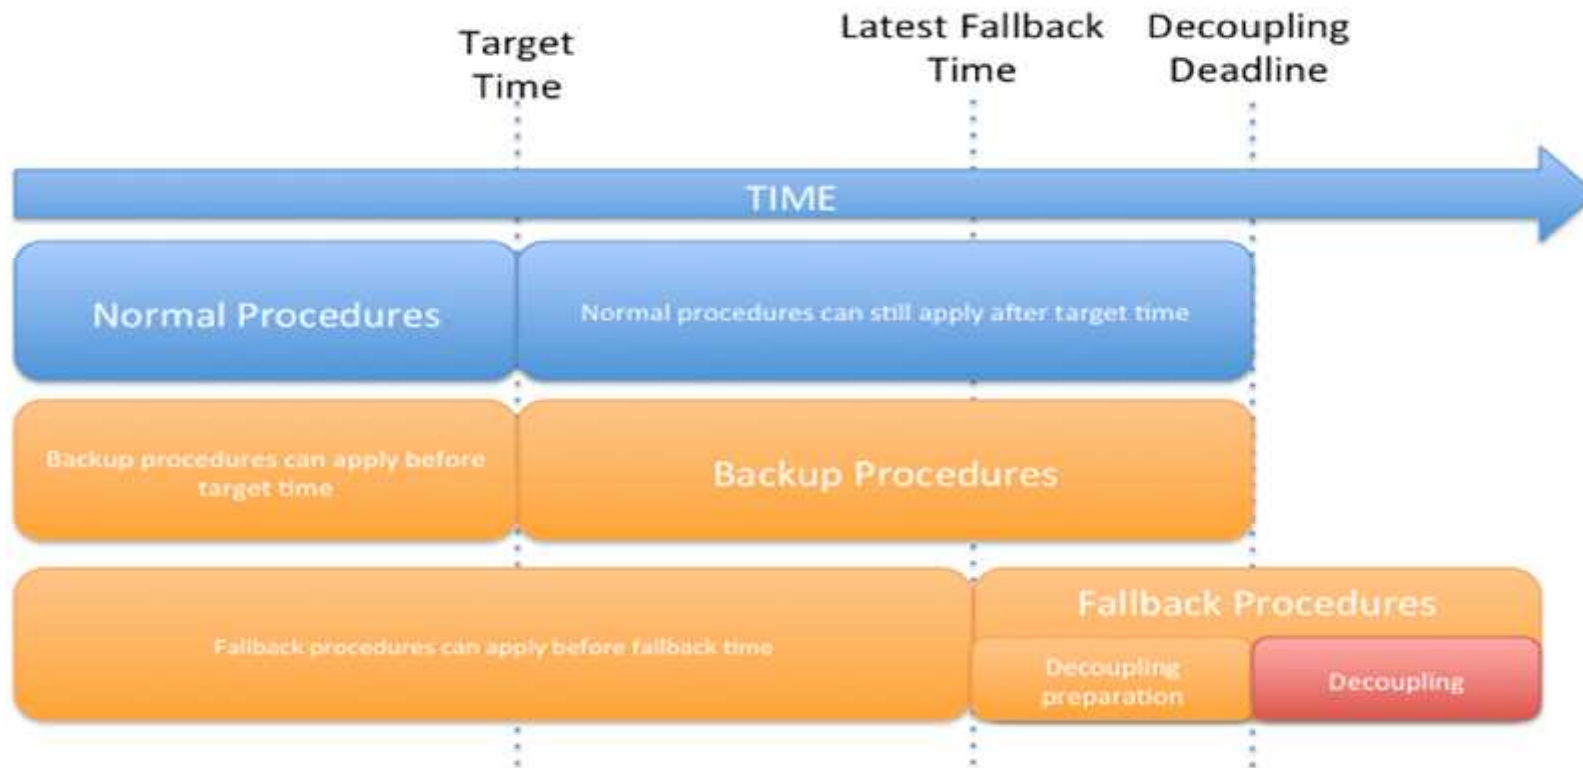 Target
Time
Latest Fallback
Time
Decoupling
Deadline
TIME
Normal Procedures
Normal procedures can still apply after target time
Backup procedures can apply before
target time
Backup Procedures
Fallback procedures can apply before fallback time
Fallback Procedures
Decoupling
preparation
Decoupling